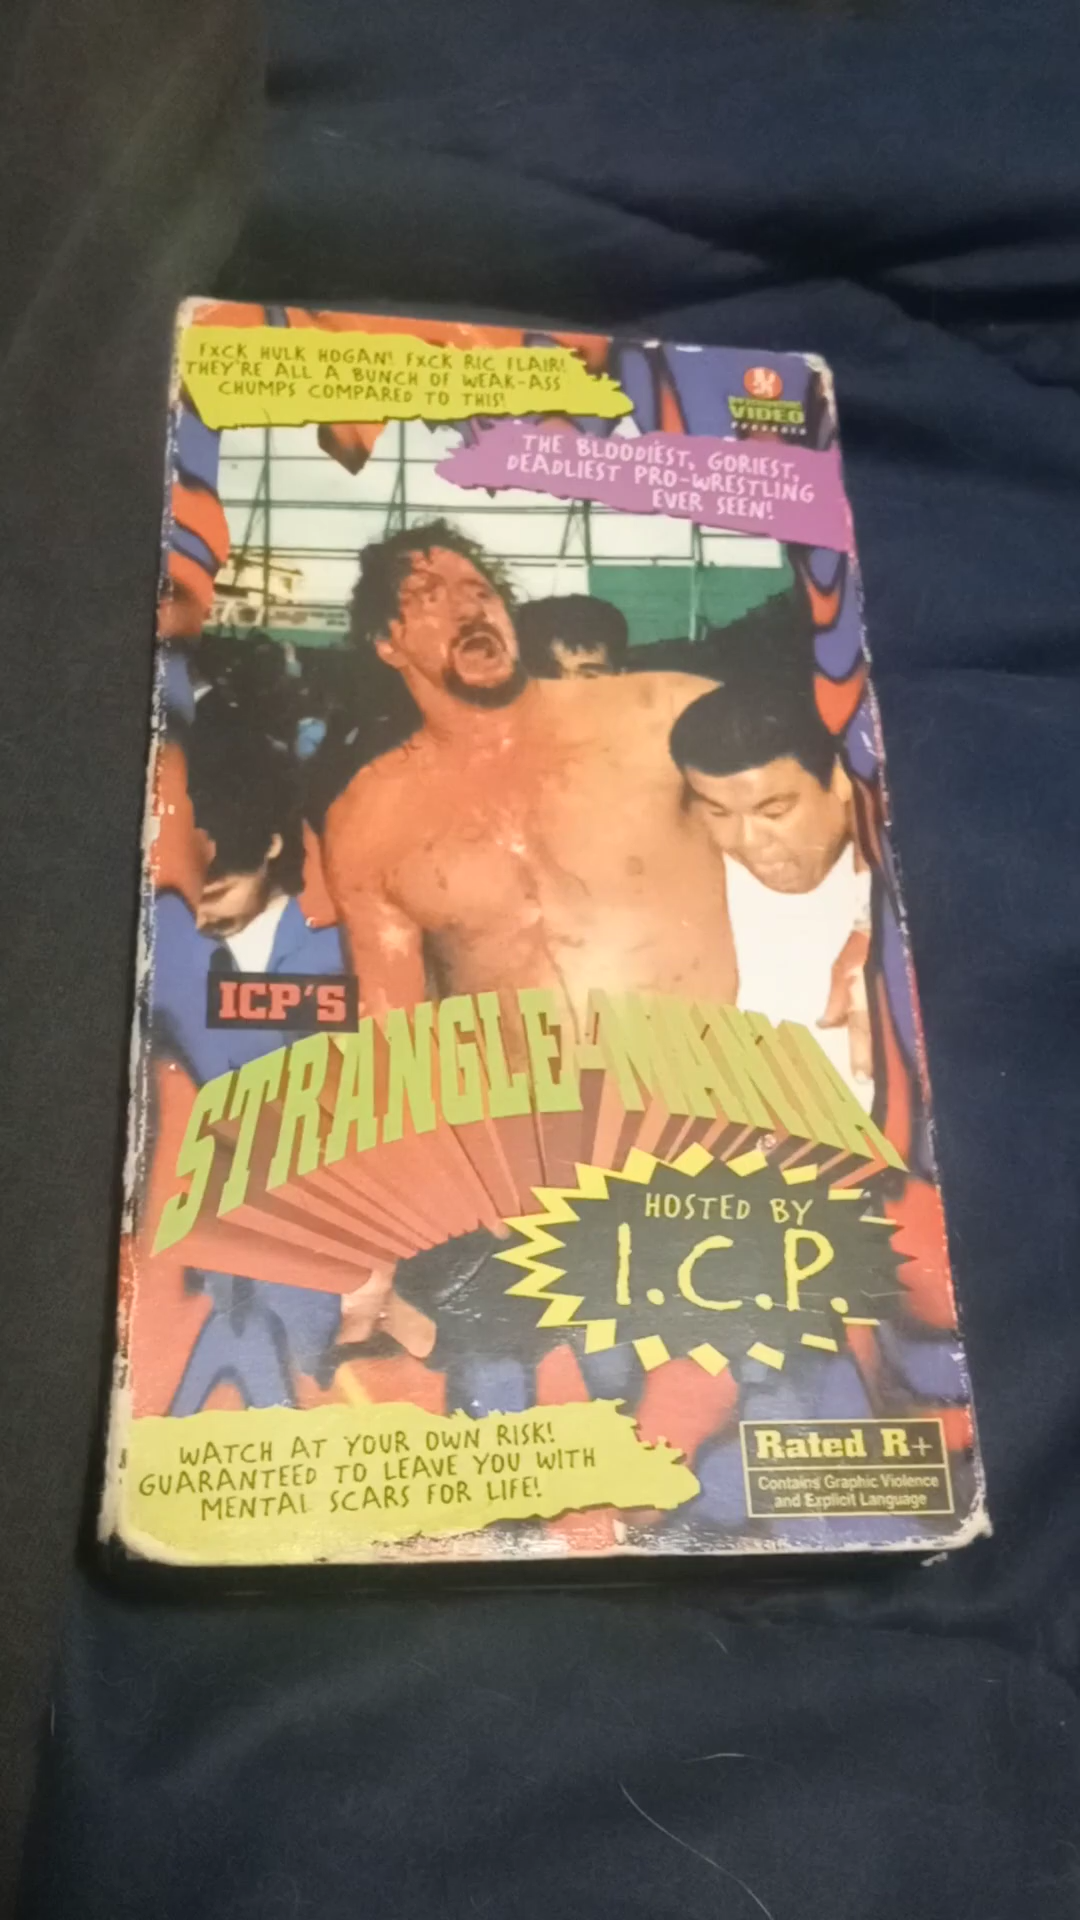 FXCK HULK HOGAN! FXCK RIC FLAIR!
THEY'RE ALL A BUNCH OF WEAK-ASS
CHUMPS COMPARED TO THIS!
VIDEO
PRESENTS
THE BLOODIEST, GORIEST,
DEADLIEST PRO-WRESTLING
EVER SEEN!
ICP'S
STRANGLE-MANIA
HOSTED BY
I.C.P.
WATCH AT YOUR OWN RISK!
GUARANTEED TO LEAVE YOU WITH
MENTAL SCARS FOR LIFE!
Rated R+
Contains Graphic Violence
and Explicit Language